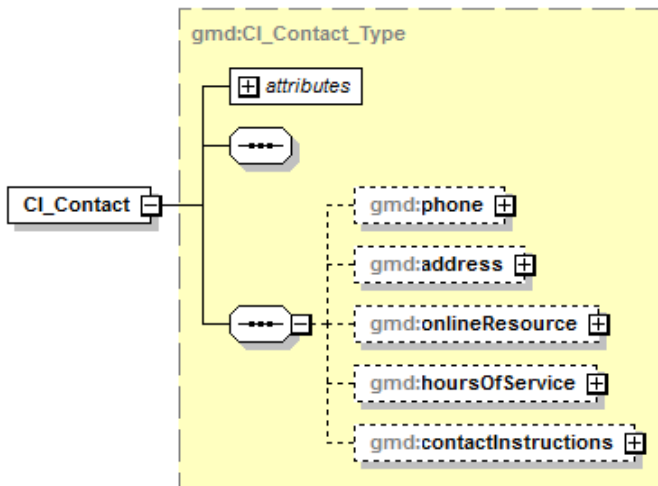 gmd:CI_Contact_Type
attributes
CI_Contact
gmd:phone
gmd:address
gmd:onlineResource
gmd:hoursOfService
gmd:contactInstructions